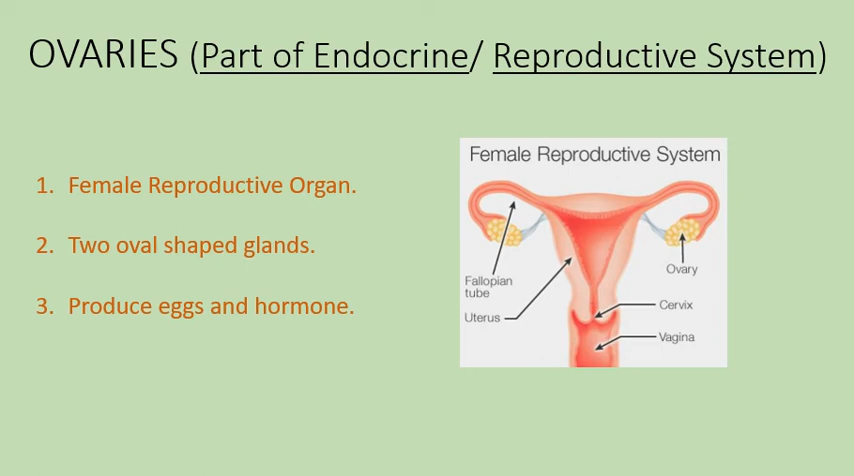 OVARIES (Part of Endocrine/ Reproductive System)
1. Female Reproductive Organ.
2. Two oval shaped glands.
3. Produce eggs and hormone.
Female Reproductive System
Fallopian
tube
Uterus
Ovary
Cervix
Vagina